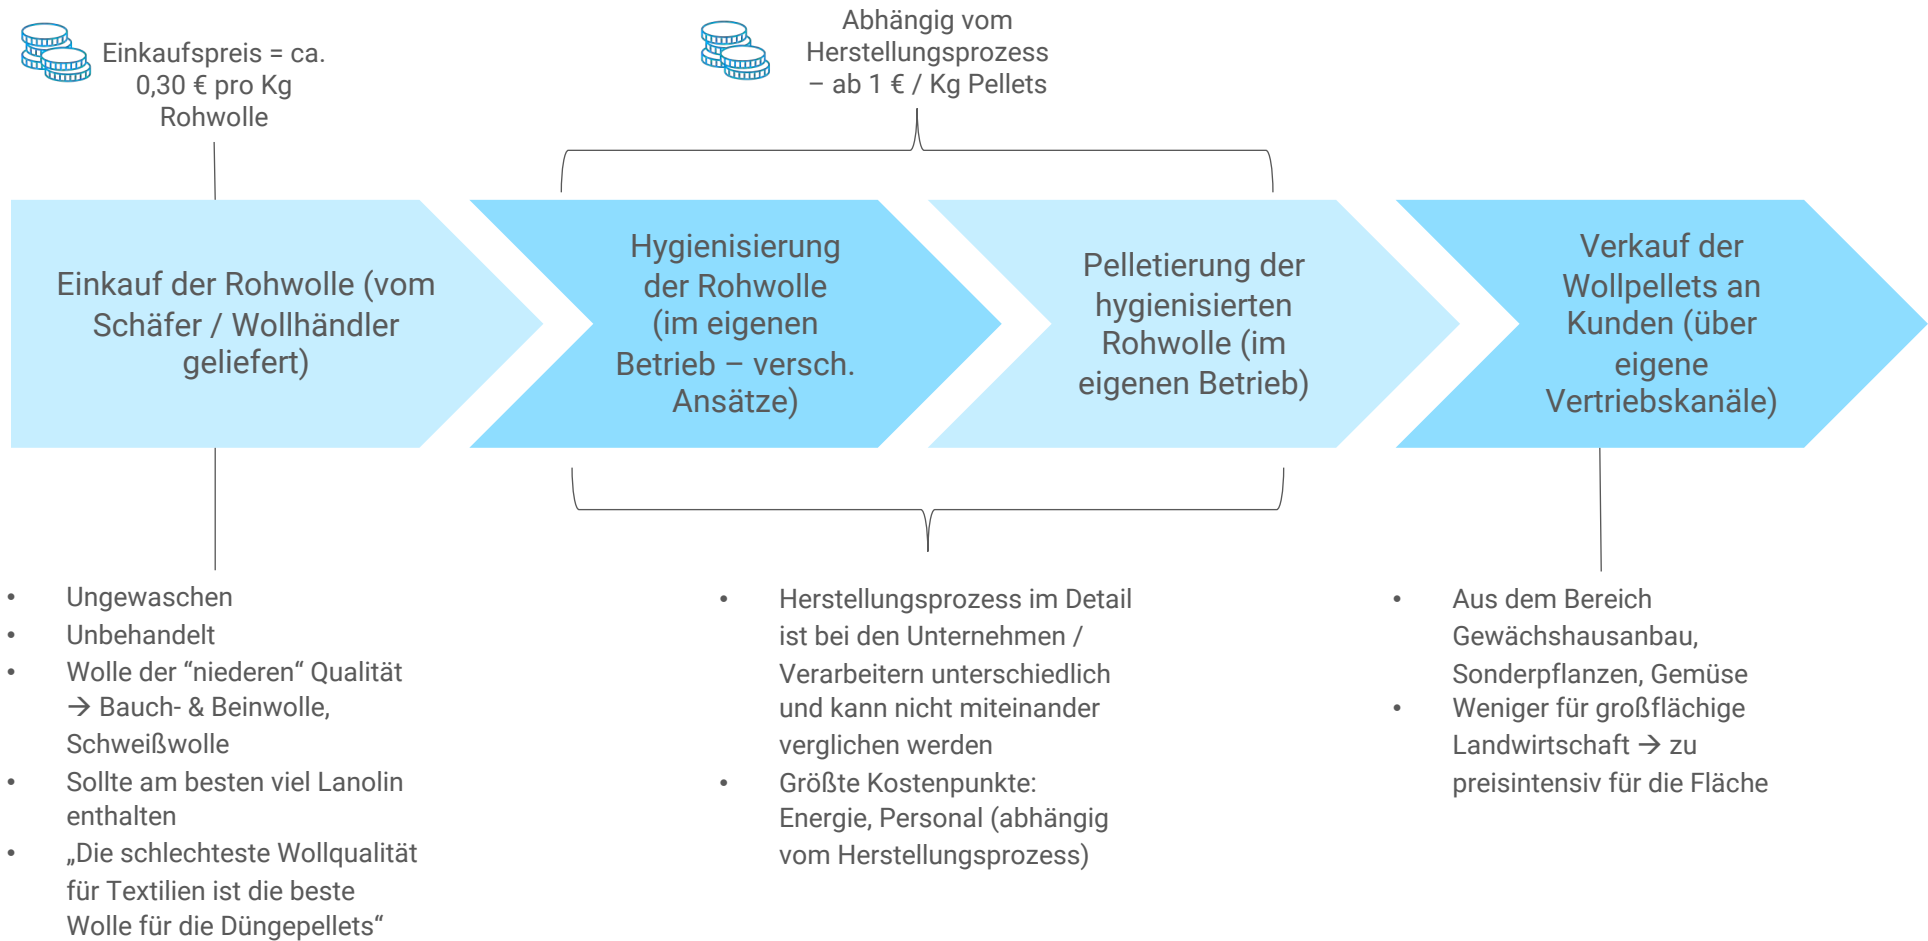 Einkaufspreis = ca.
0,30 € pro Kg
Rohwolle
Abhängig vom
Herstellungsprozess
– ab 1 € / Kg Pellets
Einkauf der Rohwolle (vom
Schäfer / Wollhändler
geliefert)
Hygienisierung
der Rohwolle
(im eigenen
Betrieb – versch.
Ansätze)
Pelletierung der
hygienisierten
Rohwolle (im
eigenen Betrieb)
Verkauf der
Wollpellets an
Kunden (über
eigene
Vertriebskanäle)
• Ungewaschen
• Unbehandelt
• Wolle der “niederen“ Qualität
→ Bauch- & Beinwolle,
Schweißwolle
• Sollte am besten viel Lanolin
enthalten
• „Die schlechteste Wollqualität
für Textilien ist die beste
Wolle für die Düngepellets“
• Herstellungsprozess im Detail
ist bei den Unternehmen /
Verarbeitern unterschiedlich
und kann nicht miteinander
verglichen werden
• Größte Kostenpunkte:
Energie, Personal (abhängig
vom Herstellungsprozess)
• Aus dem Bereich
Gewächshausanbau,
Sonderpflanzen, Gemüse
• Weniger für großflächige
Landwirtschaft → zu
preisintensiv für die Fläche